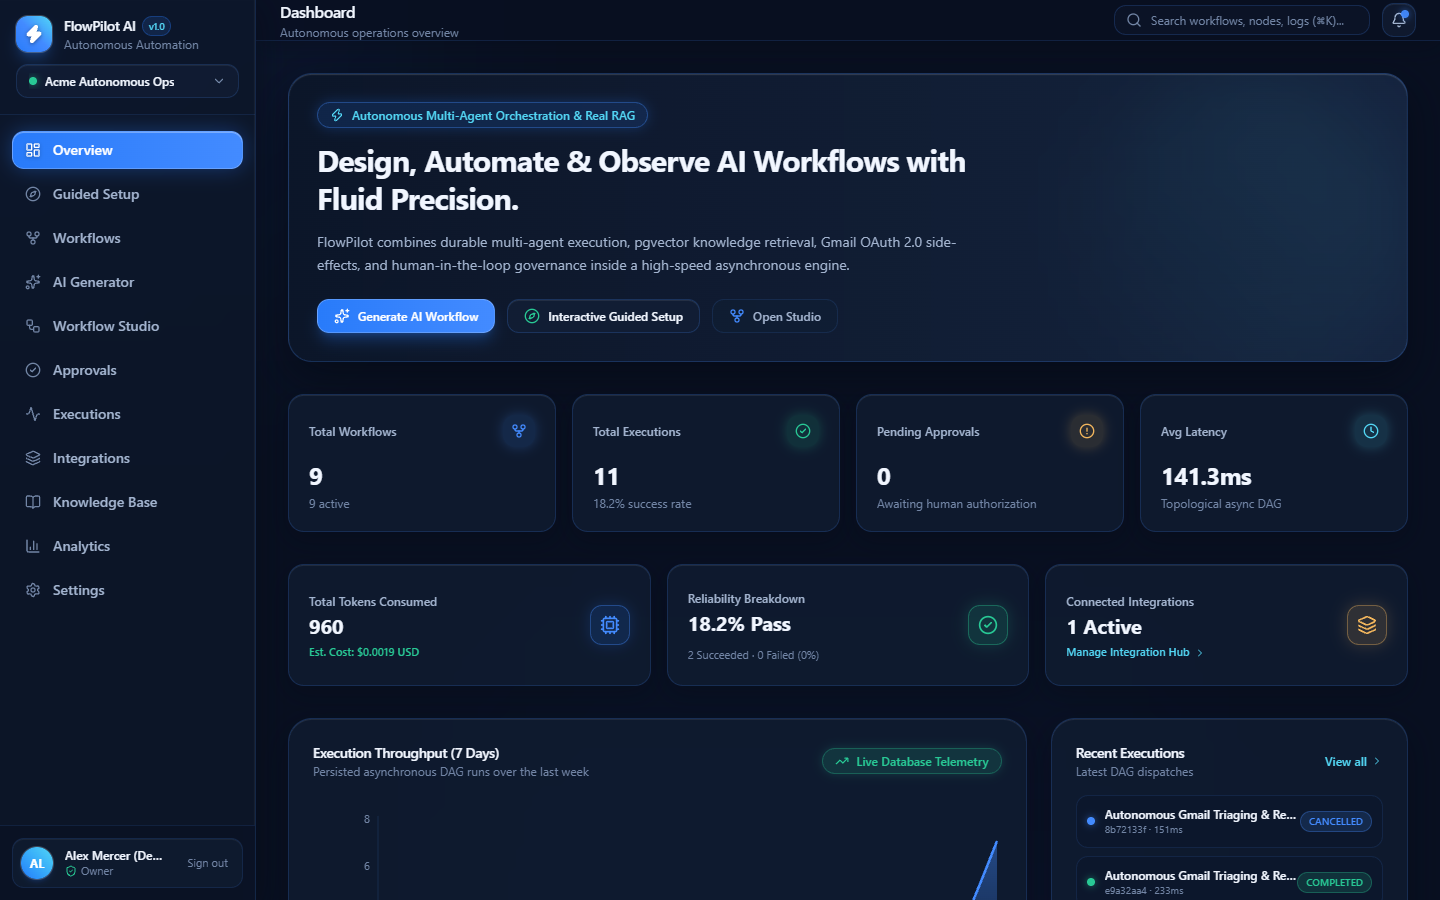 FlowPilot AI v1.0
Autonomous Automation
Acme Autonomous Ops
Overview
Guided Setup
Workflows
AI Generator
Workflow Studio
Approvals
Executions
Integrations
Knowledge Base
Analytics
Settings
AL
Alex Mercer (De...
Owner
Sign out
Dashboard
Autonomous operations overview
Search workflows, nodes, logs (⌘K)...
Autonomous Multi-Agent Orchestration & Real RAG
Design, Automate & Observe AI Workflows with
Fluid Precision.
FlowPilot combines durable multi-agent execution, pgvector knowledge retrieval, Gmail OAuth 2.0 side-
effects, and human-in-the-loop governance inside a high-speed asynchronous engine.
Generate AI Workflow
Interactive Guided Setup
Open Studio
Total Workflows
9
9 active
Total Executions
11
18.2% success rate
Pending Approvals
0
Awaiting human authorization
Avg Latency
141.3ms
Topological async DAG
Total Tokens Consumed
960
Est. Cost: $0.0019 USD
Reliability Breakdown
18.2% Pass
2 Succeeded · 0 Failed (0%)
Connected Integrations
1 Active
Manage Integration Hub
Execution Throughput (7 Days)
Persisted asynchronous DAG runs over the last week
Live Database Telemetry
8
6
Recent Executions
Latest DAG dispatches
View all
Autonomous Gmail Triaging & Re...
8b72133f · 151ms
CANCELLED
Autonomous Gmail Triaging & Re...
e9a32aa4 · 233ms
COMPLETED